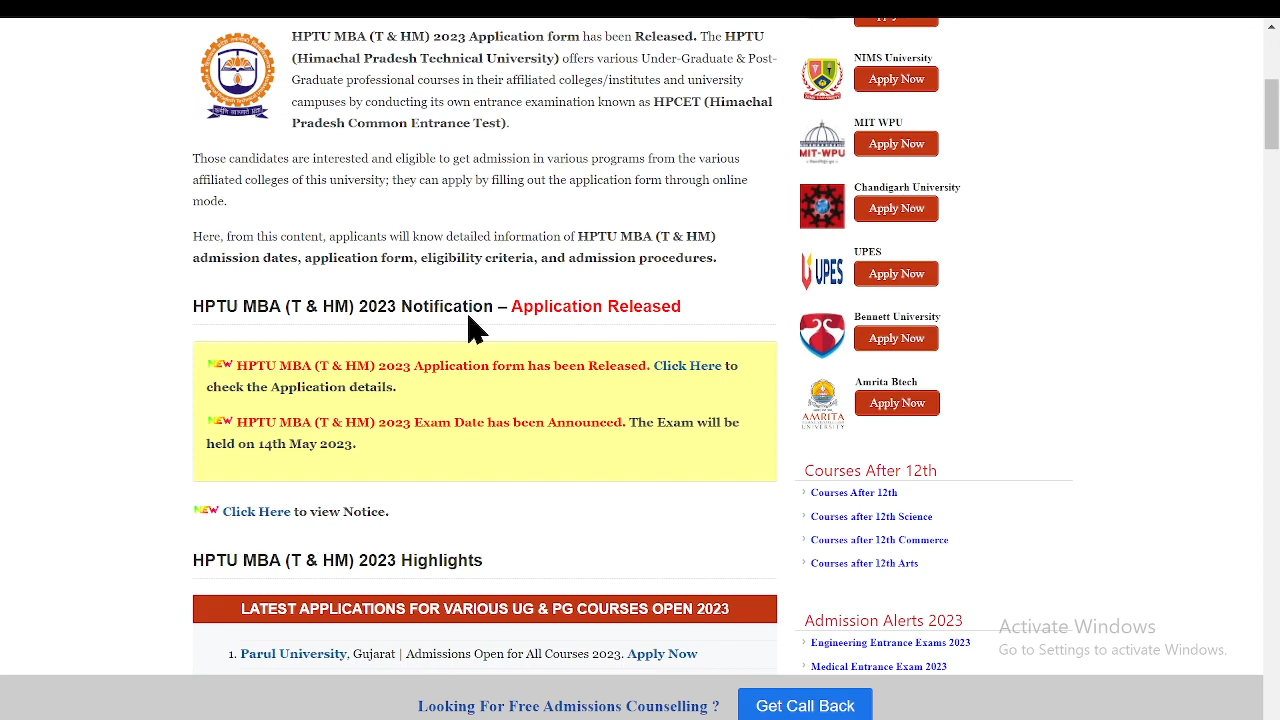 HPTU MBA (T & HM) 2023 Application form has been Released. The HPTU
(Himachal Pradesh Technical University) offers various Under-Graduate & Post-
Graduate professional courses in their affiliated colleges/institutes and university
campuses by conducting its own entrance examination known as HPCET (Himachal
Pradesh Common Entrance Test).
Those candidates are interested and eligible to get admission in various programs from the various
affiliated colleges of this university; they can apply by filling out the application form through online
mode.
Here, from this content, applicants will know detailed information of HPTU MBA (T & HM)
admission dates, application form, eligibility criteria, and admission procedures.
HPTU MBA (T & HM) 2023 Notification – Application Released
NEW HPTU MBA (T & HM) 2023 Application form has been Released. Click Here to
check the Application details.
NEW HPTU MBA (T & HM) 2023 Exam Date has been Announced. The Exam will be
held on 14th May 2023.
NEW Click Here to view Notice.
HPTU MBA (T & HM) 2023 Highlights
LATEST APPLICATIONS FOR VARIOUS UG & PG COURSES OPEN 2023
1. Parul University, Gujarat | Admissions Open for All Courses 2023. Apply Now
NIMS University
Apply Now
MIT WPU
MIT-WPU
Apply Now
Chandigarh University
Apply Now
UPES
UPES
Apply Now
Bennett University
Apply Now
Amrita Btech
AMRITA
UNIVERSITY
Apply Now
Courses After 12th
Courses After 12th
Courses after 12th Science
Courses after 12th Commerce
Courses after 12th Arts
Admission Alerts 2023
Engineering Entrance Exams 2023
Medical Entrance Exam 2023
Activate Windows
Go to Settings to activate Windows.
Looking For Free Admissions Counselling ?
Get Call Back